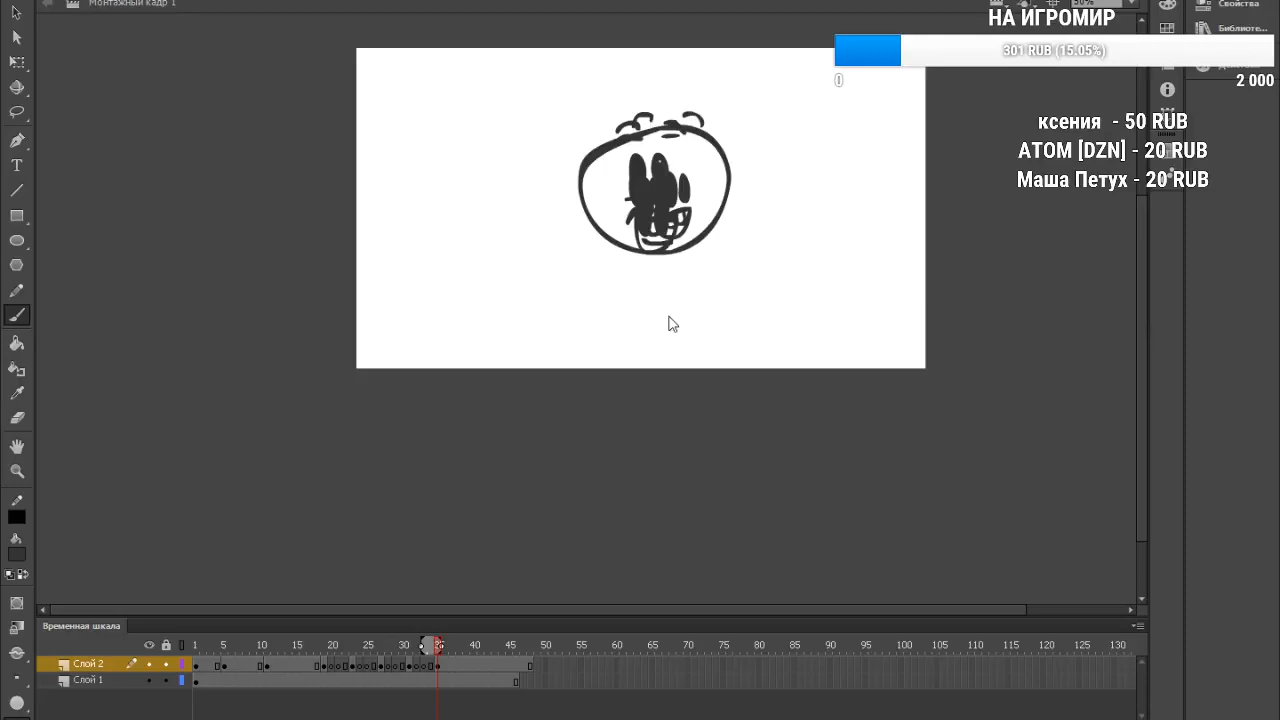 Монтажный кадр 1
50%
Свойства
НА ИГРОМИР
Библиоте...
301 RUB (15.05%)
0
2 000
ксения - 50 RUB
ATOM [DZN] - 20 RUB
Маша Петух - 20 RUB
Временная шкала
1 5 10 15 20 25 30 35 40 45 50 55 60 65 70 75 80 85 90 95 100 105 110 115 120 125 130
Слой 2
Слой 1